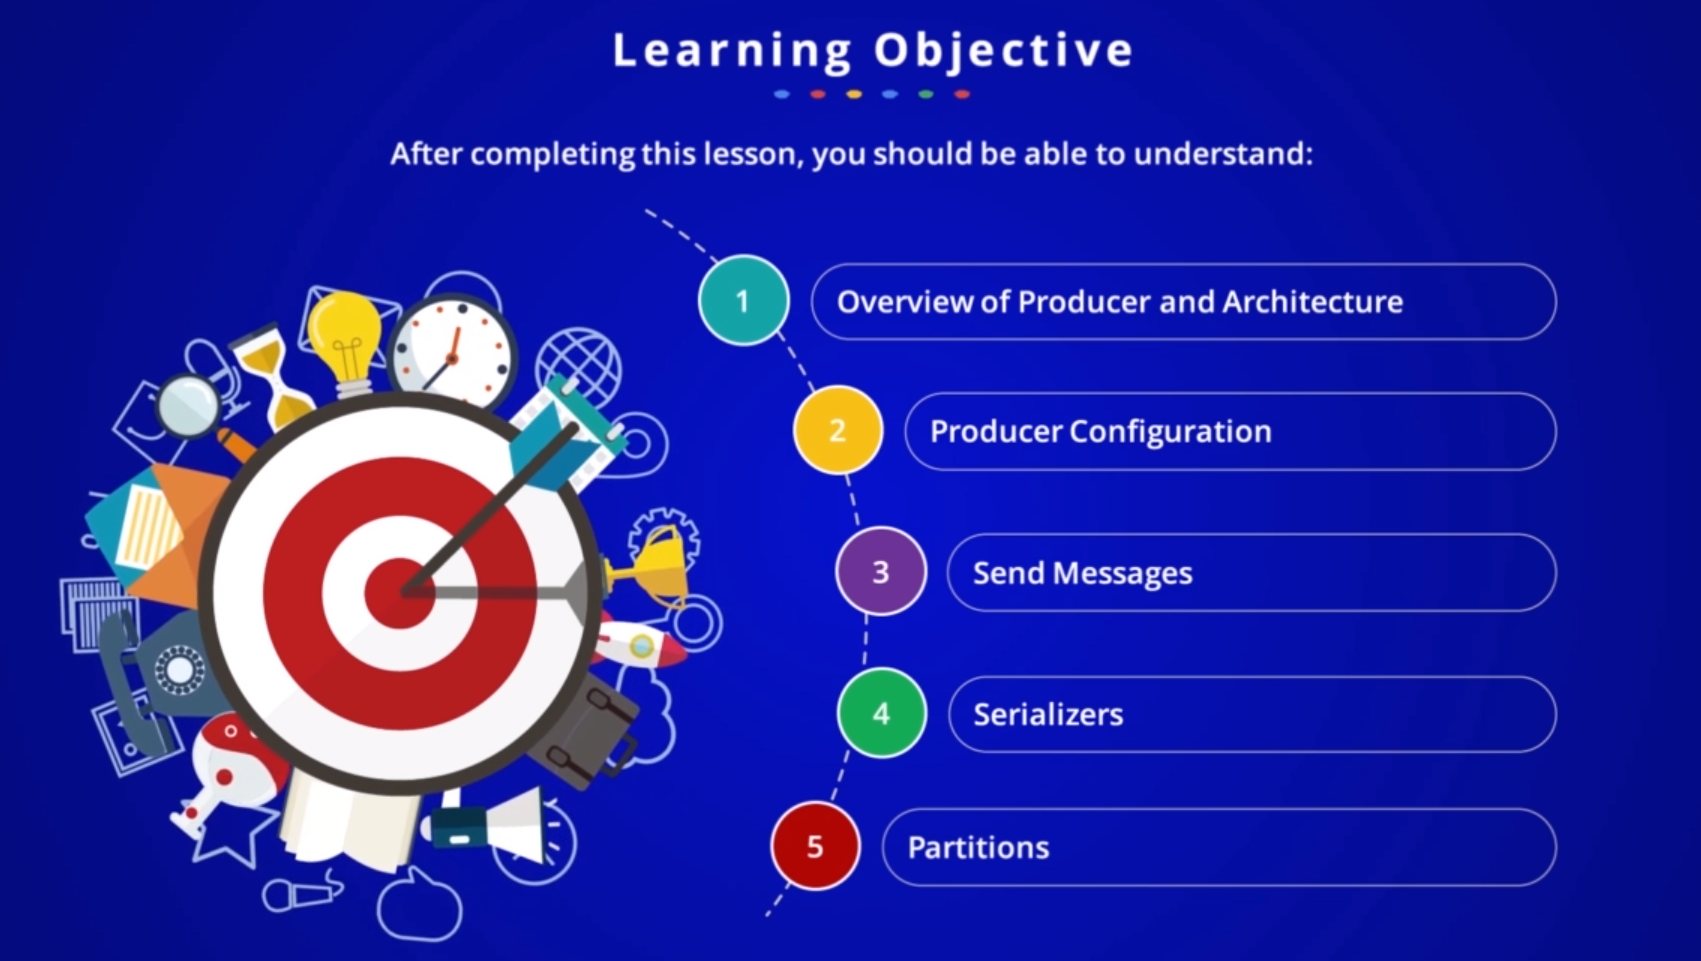 Learning Objective
After completing this lesson, you should be able to understand:
1
Overview of Producer and Architecture
2
Producer Configuration
3
Send Messages
4
Serializers
5
Partitions